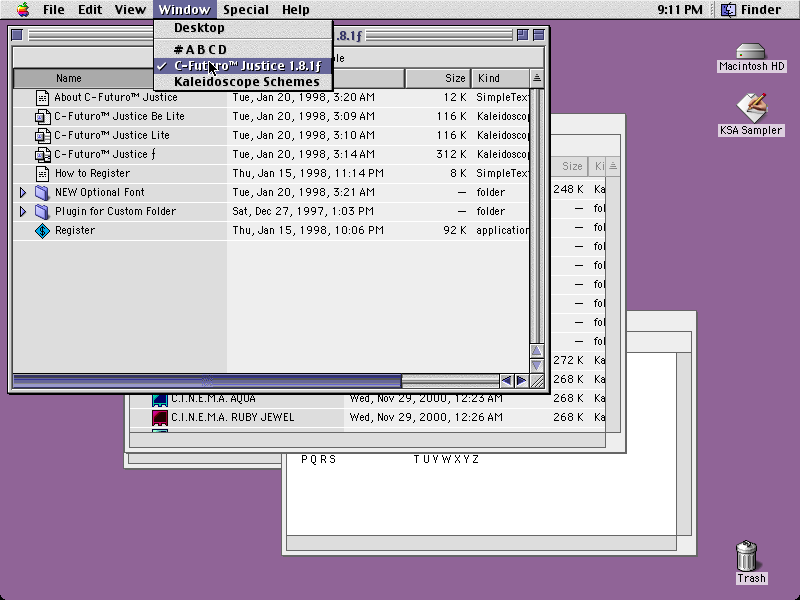 File Edit View Window Special Help 9:11 PM Finder
Desktop
#ABCD
✓ C-Futuro™ Justice 1.8.1ƒ
Kaleidoscope Schemes
.8.1ƒ
Name Size Kind
About C-Futuro™ Justice Tue, Jan 20, 1998, 3:20 AM 12 K SimpleText
C-Futuro™ Justice Be Lite Tue, Jan 20, 1998, 3:09 AM 116 K Kaleidoscop
C-Futuro™ Justice Lite Tue, Jan 20, 1998, 3:10 AM 116 K Kaleidoscop
C-Futuro™ Justice ƒ Tue, Jan 20, 1998, 3:14 AM 312 K Kaleidoscop
How to Register Thu, Jan 15, 1998, 11:14 PM 8 K SimpleText
NEW Optional Font Tue, Jan 20, 1998, 3:21 AM – folder
Plugin for Custom Folder Sat, Dec 27, 1997, 1:03 PM – folder
Register Thu, Jan 15, 1998, 10:06 PM 92 K application
Size Ki
248 K Ka
– fol
– fol
– fol
– fol
– fol
– fol
– fol
– fol
272 K Ka
268 K Ka
C.I.N.E.M.A. AQUA Wed, Nov 29, 2000, 12:23 AM 268 K Ka
C.I.N.E.M.A. RUBY JEWEL Wed, Nov 29, 2000, 12:26 AM 268 K Ka
PQRS TUVWXYZ
Macintosh HD
KSA Sampler
Trash